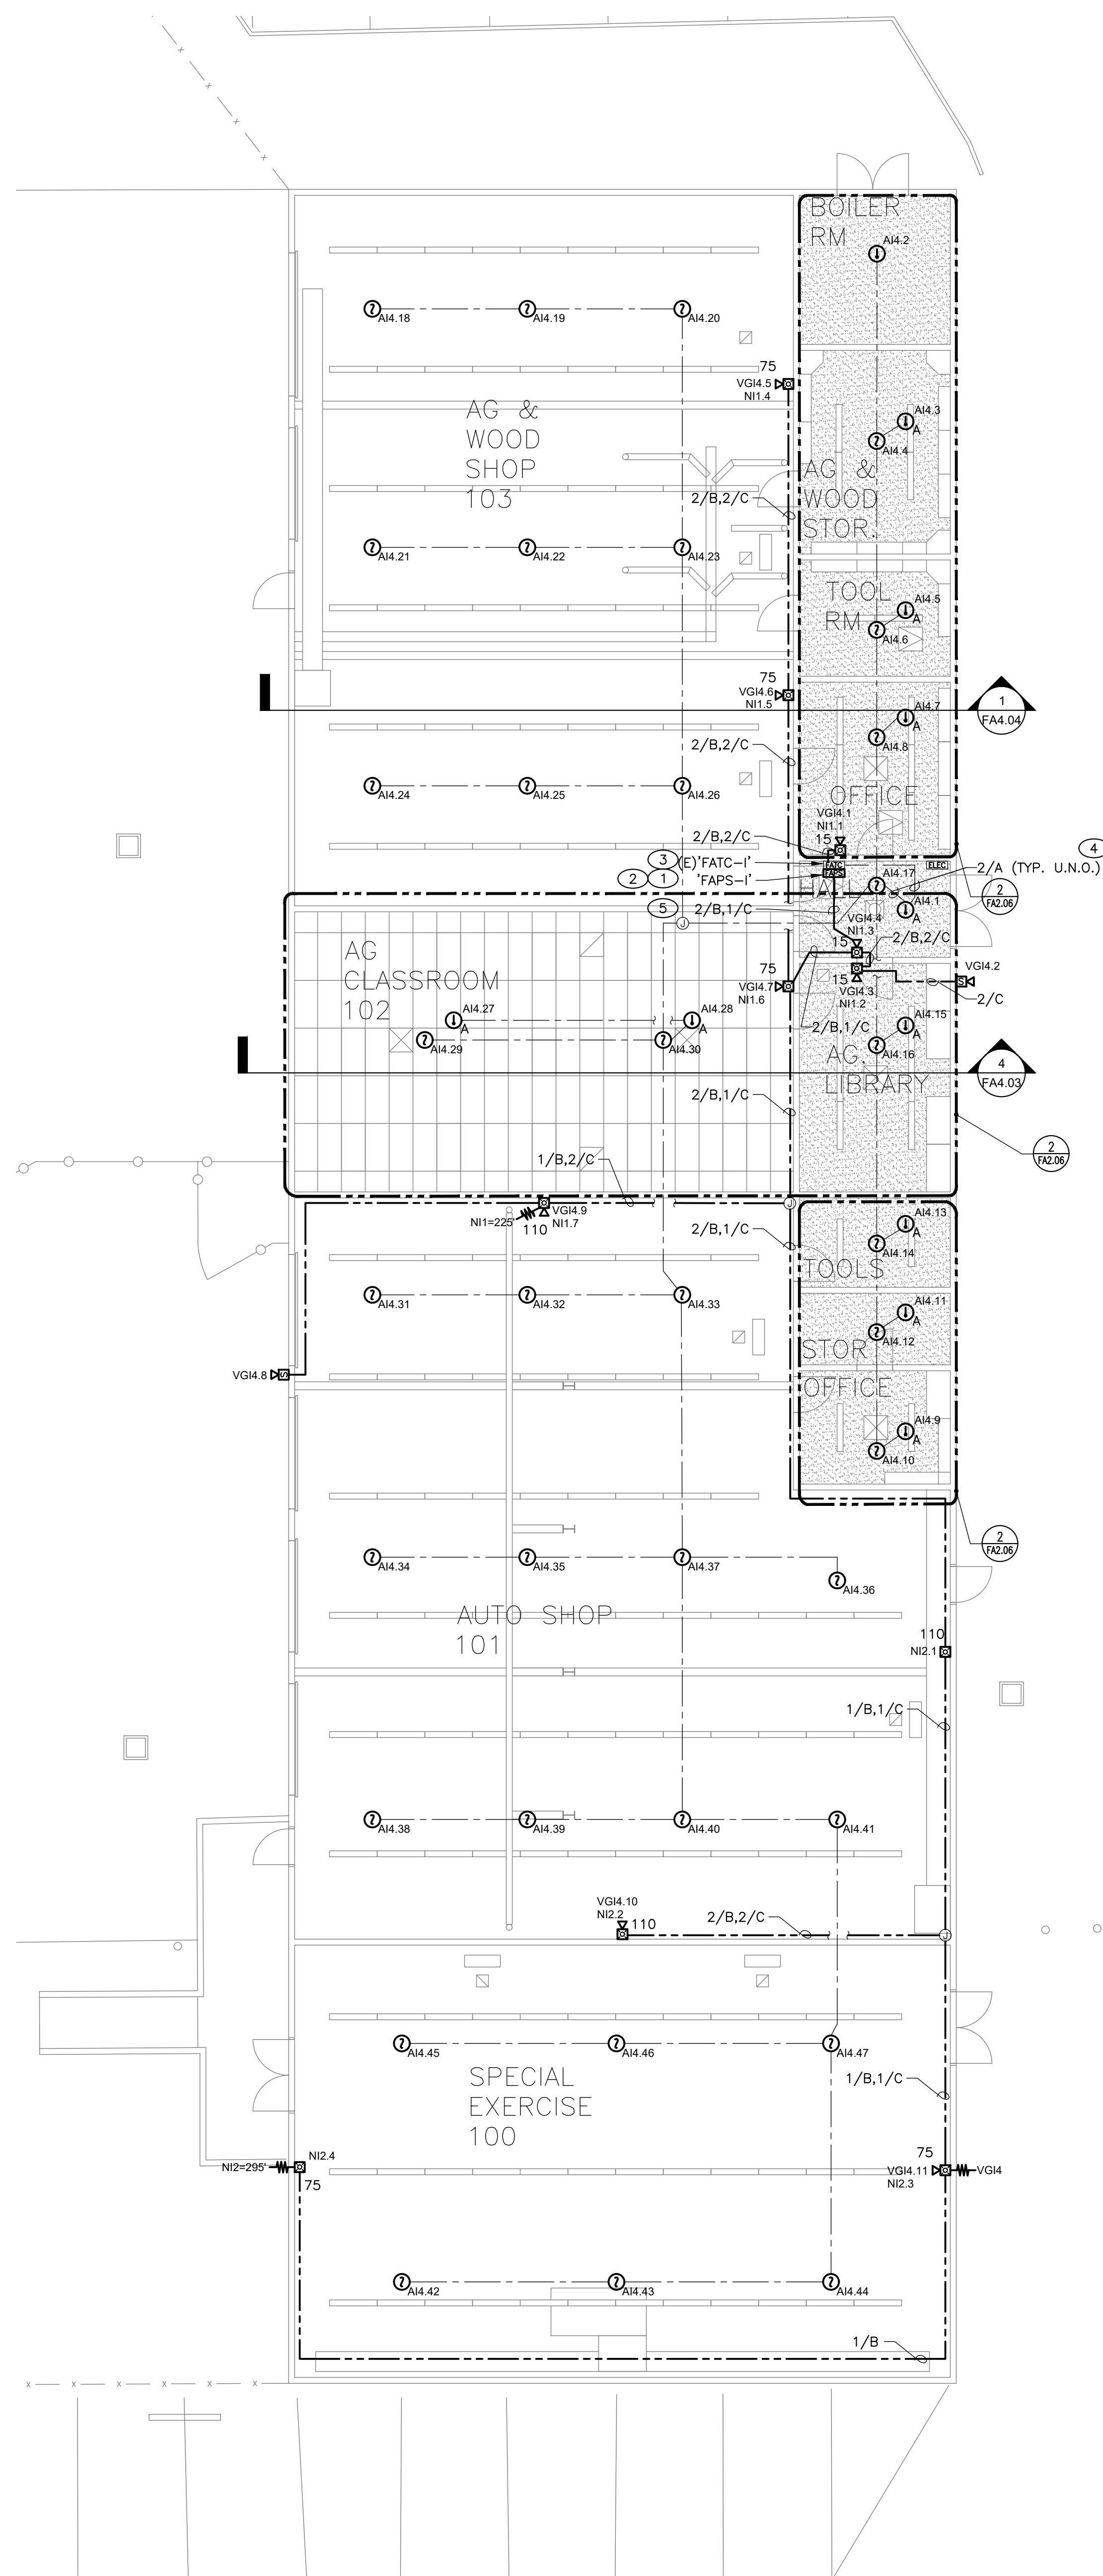 BOILER
RM
AI4.2
AI4.18
AI4.19
AI4.20
75
VGI4.5
NI1.4
AG &
WOOD
SHOP
103
AI4.3
A
AI4.4
AG &
WOOD
STOR.
2/B,2/C
AI4.21
AI4.22
AI4.23
TOOL
RM
AI4.5
A
AI4.6
75
VGI4.6
NI1.5
1
FA4.04
AI4.7
A
AI4.8
2/B,2/C
AI4.24
AI4.25
AI4.26
OFFICE
VGI4.1
NI1.1
15
2/B,2/C
3
(E)'FATC-I'
FATC
ELEC
4
2/A (TYP. U.N.O.)
2
1
'FAPS-I'
FAPS
AI4.17
HALL
2
FA2.06
AI4.1
A
5
2/B,1/C
J
VGI4.4
NI1.3
15
2/B,2/C
AG
CLASSROOM
102
75
VGI4.7
NI1.6
15
VGI4.3
NI1.2
S
VGI4.2
2/C
AI4.27
A
AI4.28
A
2/B,1/C
AI4.15
A
AI4.29
AI4.30
AI4.16
AG.
LIBRARY
4
FA4.03
2/B,1/C
2
FA2.06
1/B,2/C
NI1=225'
VGI4.9
NI1.7
110
J
2/B,1/C
AI4.13
A
AI4.14
TOOLS
AI4.31
AI4.32
AI4.33
AI4.11
A
AI4.12
STOR
VGI4.8
S
OFFICE
AI4.9
A
AI4.10
2
FA2.06
AI4.34
AI4.35
AI4.37
AI4.36
AUTO SHOP
101
110
NI2.1
1/B,1/C
AI4.38
AI4.39
AI4.40
AI4.41
VGI4.10
NI2.2
110
2/B,2/C
J
AI4.45
AI4.46
AI4.47
SPECIAL
EXERCISE
100
1/B,1/C
NI2=295'
NI2.4
75
75
VGI4.11
NI2.3
VGI4
AI4.42
AI4.43
AI4.44
1/B